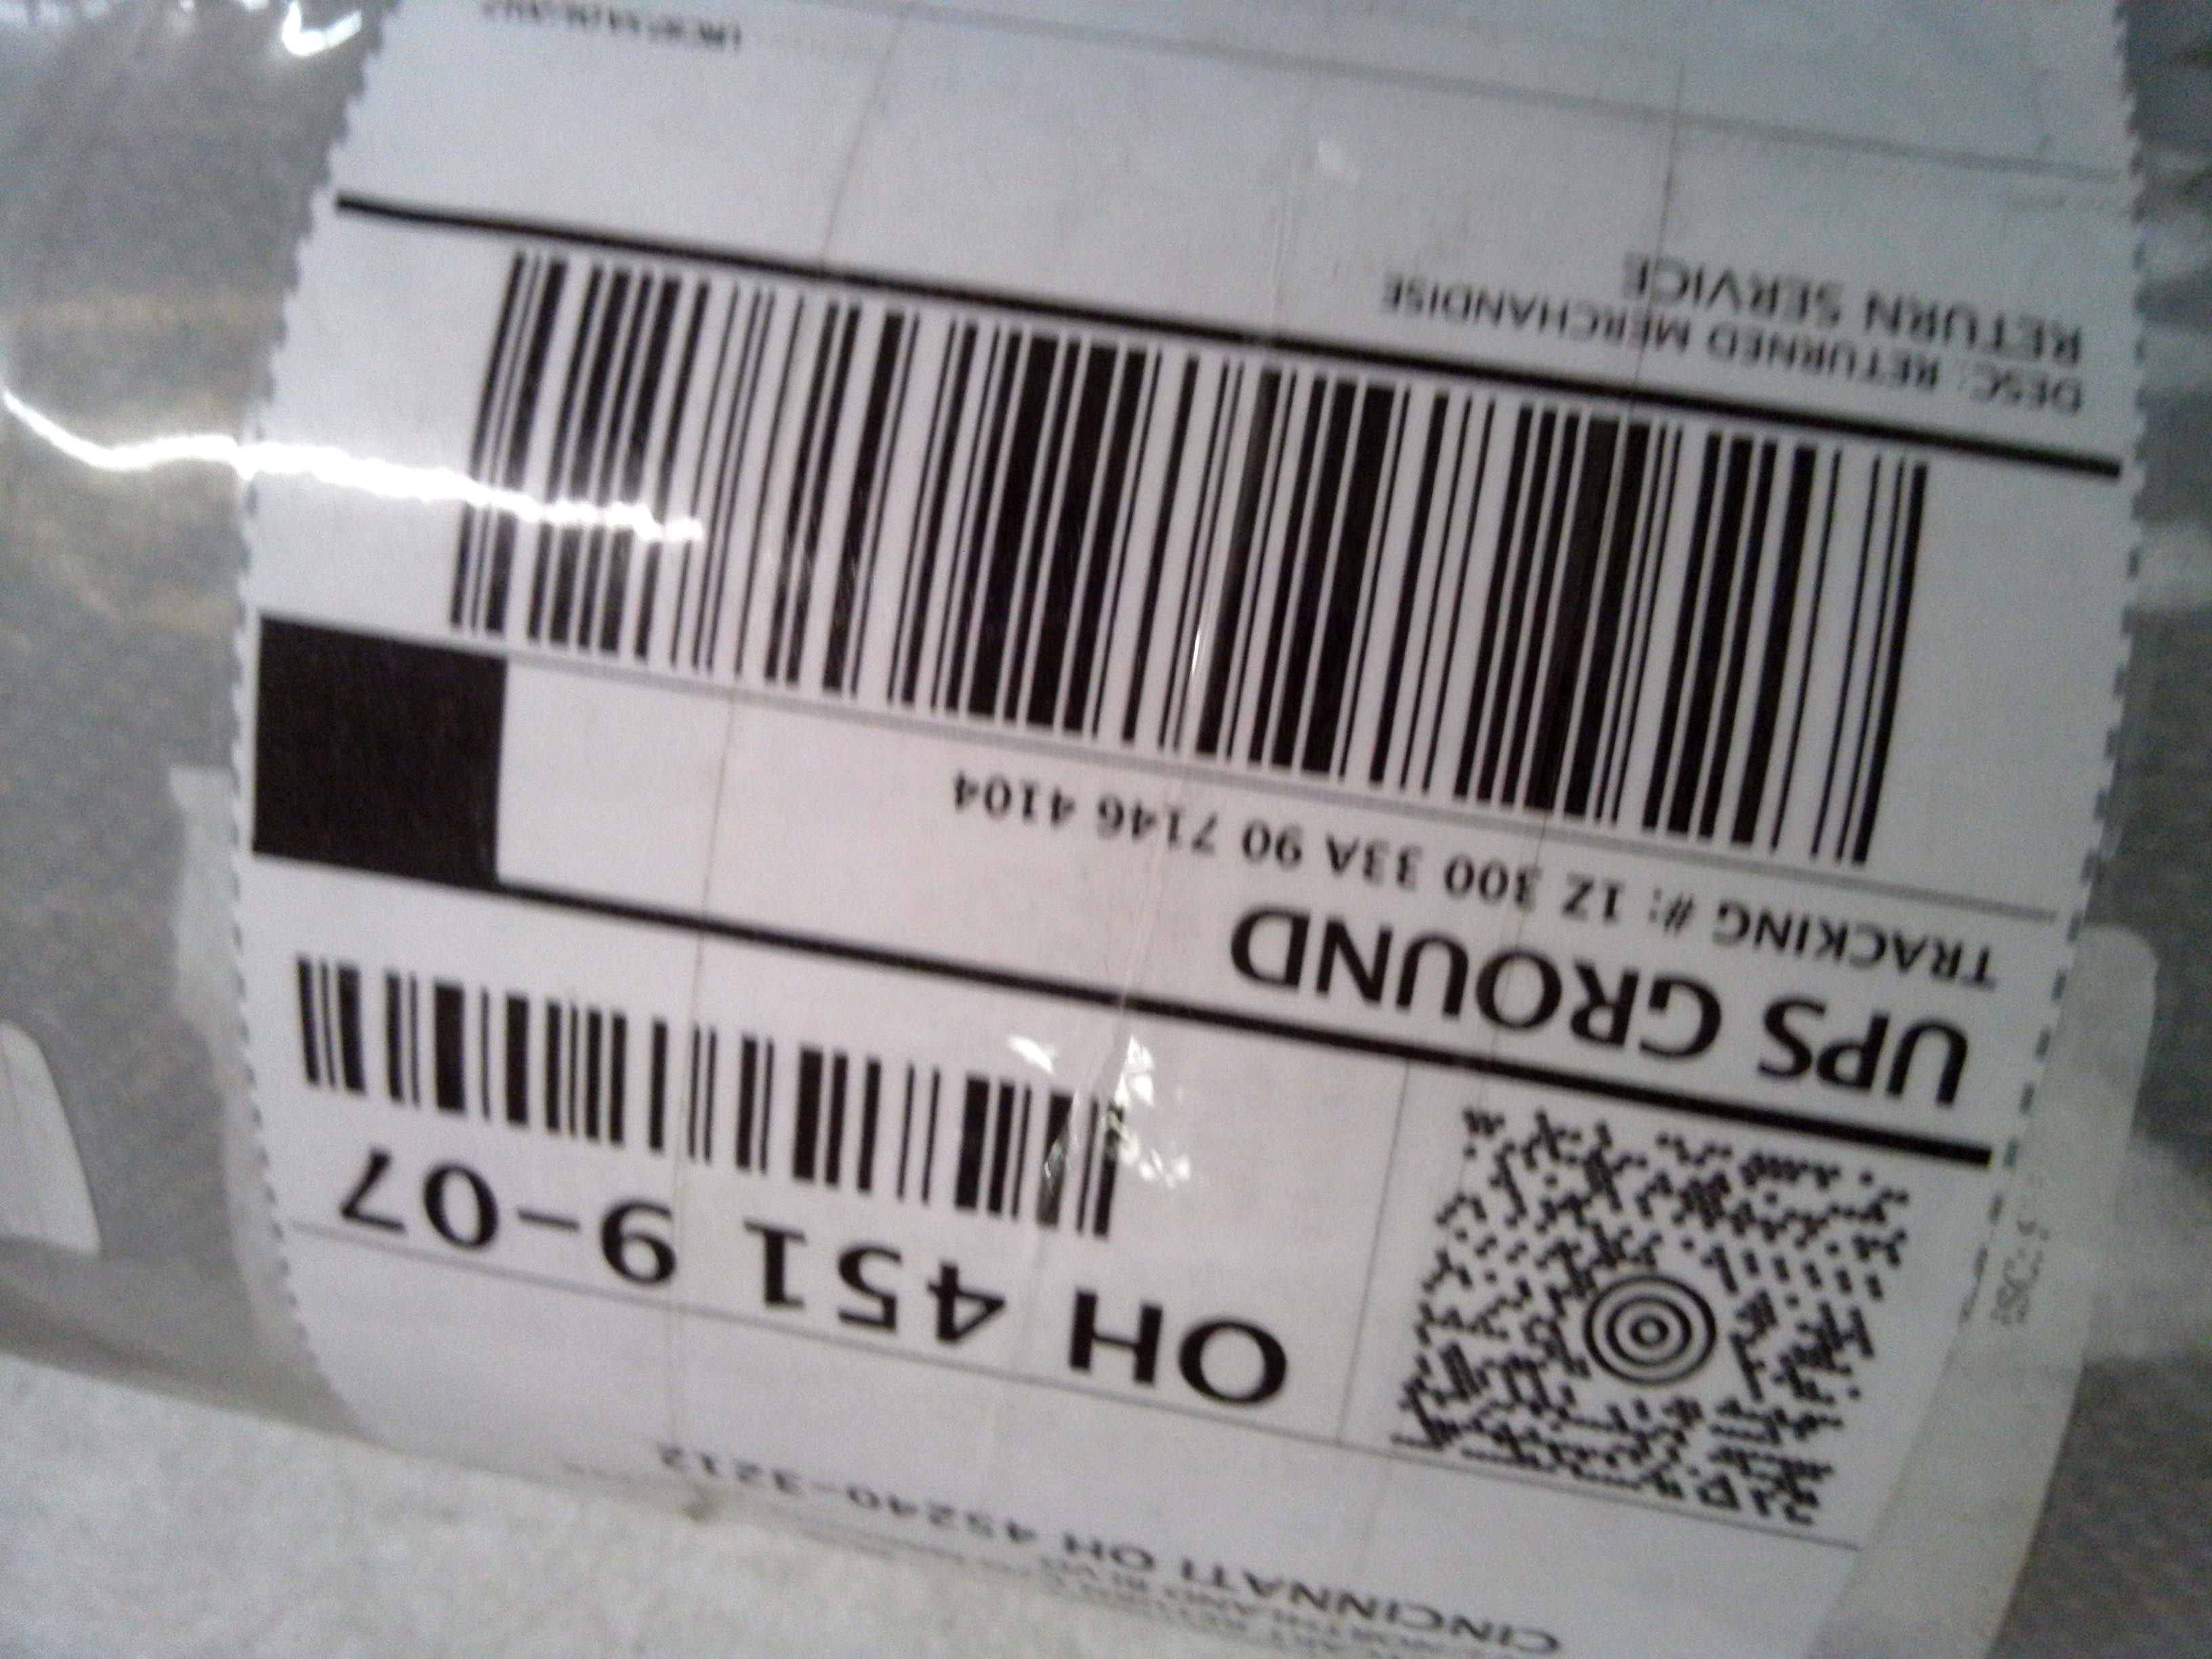 CINCINNATI OH 45240-3212
OH 451 9-07
UPS GROUND
TRACKING #: 1Z 300 33A 90 7146 4104
DESC: RETURNED MERCHANDISE
RETURN SERVICE